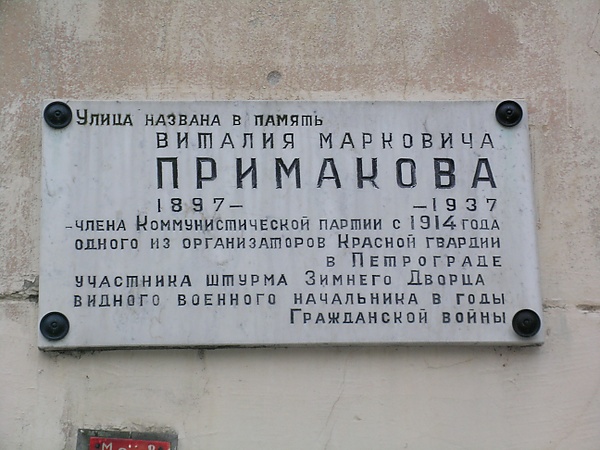 Улица названа в память
Виталия Марковича
Примакова
1897— —1937
-члена Коммунистической партии с 1914 года
одного из организаторов Красной гвардии
в Петрограде
участника штурма Зимнего Дворца
видного военного начальника в годы
Гражданской войны